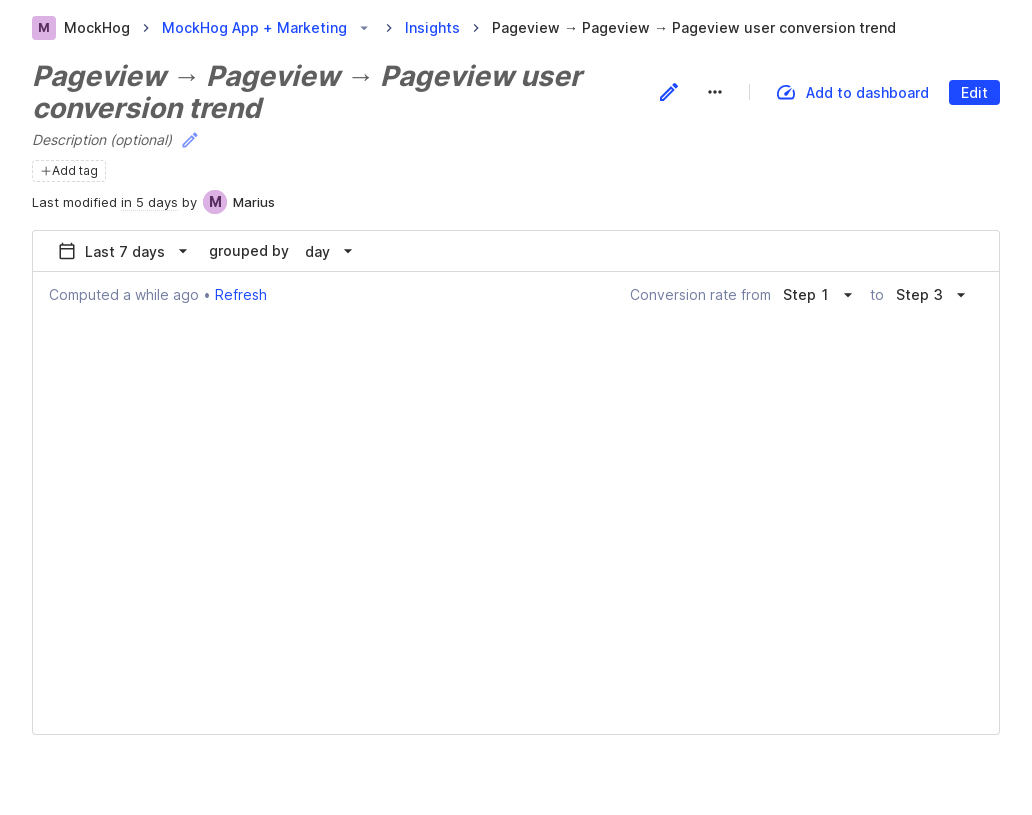 M MockHog MockHog App + Marketing Insights Pageview → Pageview → Pageview user conversion trend
Pageview → Pageview → Pageview user
conversion trend
Add to dashboard Edit
Description (optional)
Add tag
Last modified in 5 days by M Marius
Last 7 days grouped by day
Computed a while ago • Refresh Conversion rate from Step 1 to Step 3